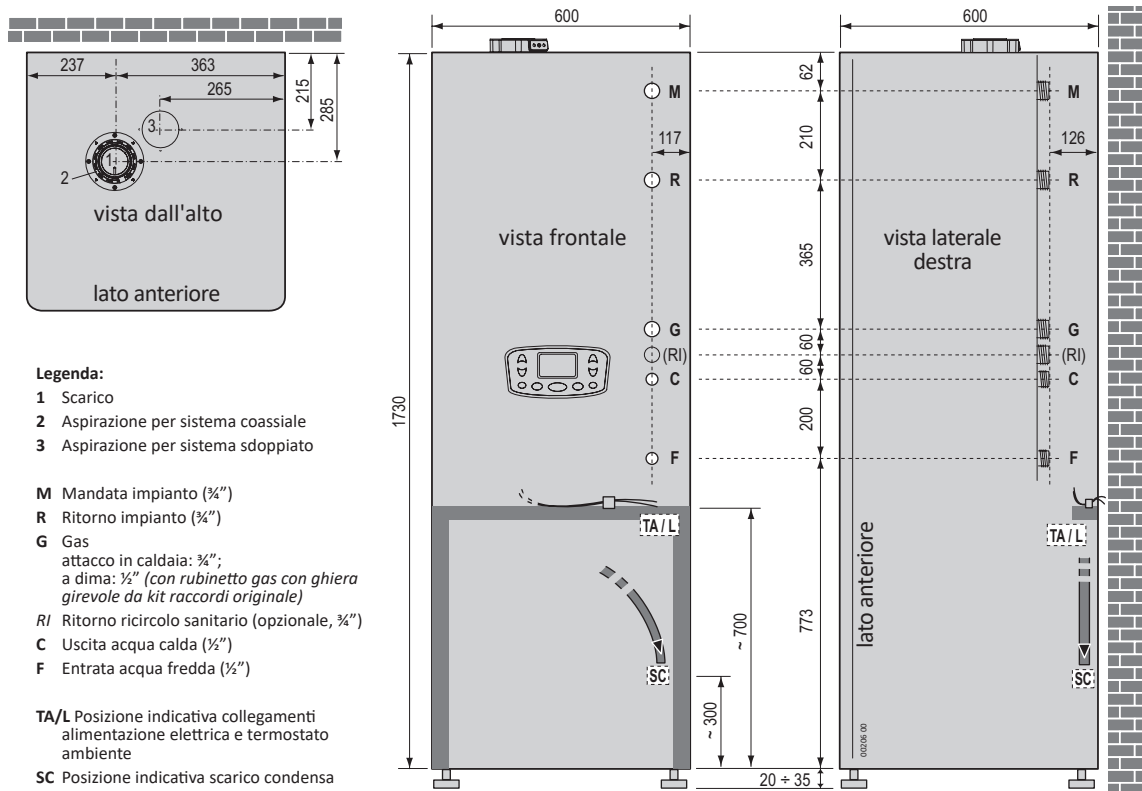 237
363
265
215
285
3
1
2
vista dall'alto
lato anteriore
Legenda:
1 Scarico
2 Aspirazione per sistema coassiale
3 Aspirazione per sistema sdoppiato
M Mandata impianto (¾”)
R Ritorno impianto (¾”)
G Gas
attacco in caldaia: ¾”;
a dima: ½” (con rubinetto gas con ghiera
girevole da kit raccordi originale)
RI Ritorno ricircolo sanitario (opzionale, ¾”)
C Uscita acqua calda (½”)
F Entrata acqua fredda (½”)
TA/L Posizione indicativa collegamenti
alimentazione elettrica e termostato
ambiente
SC Posizione indicativa scarico condensa
600
1730
M
117
R
vista frontale
G
(RI)
C
F
TA / L
SC
~ 700
~ 300
62
210
365
60
60
200
773
20 ÷ 35
600
M
126
R
vista laterale
destra
G
(RI)
C
F
TA / L
SC
lato anteriore
00206 00